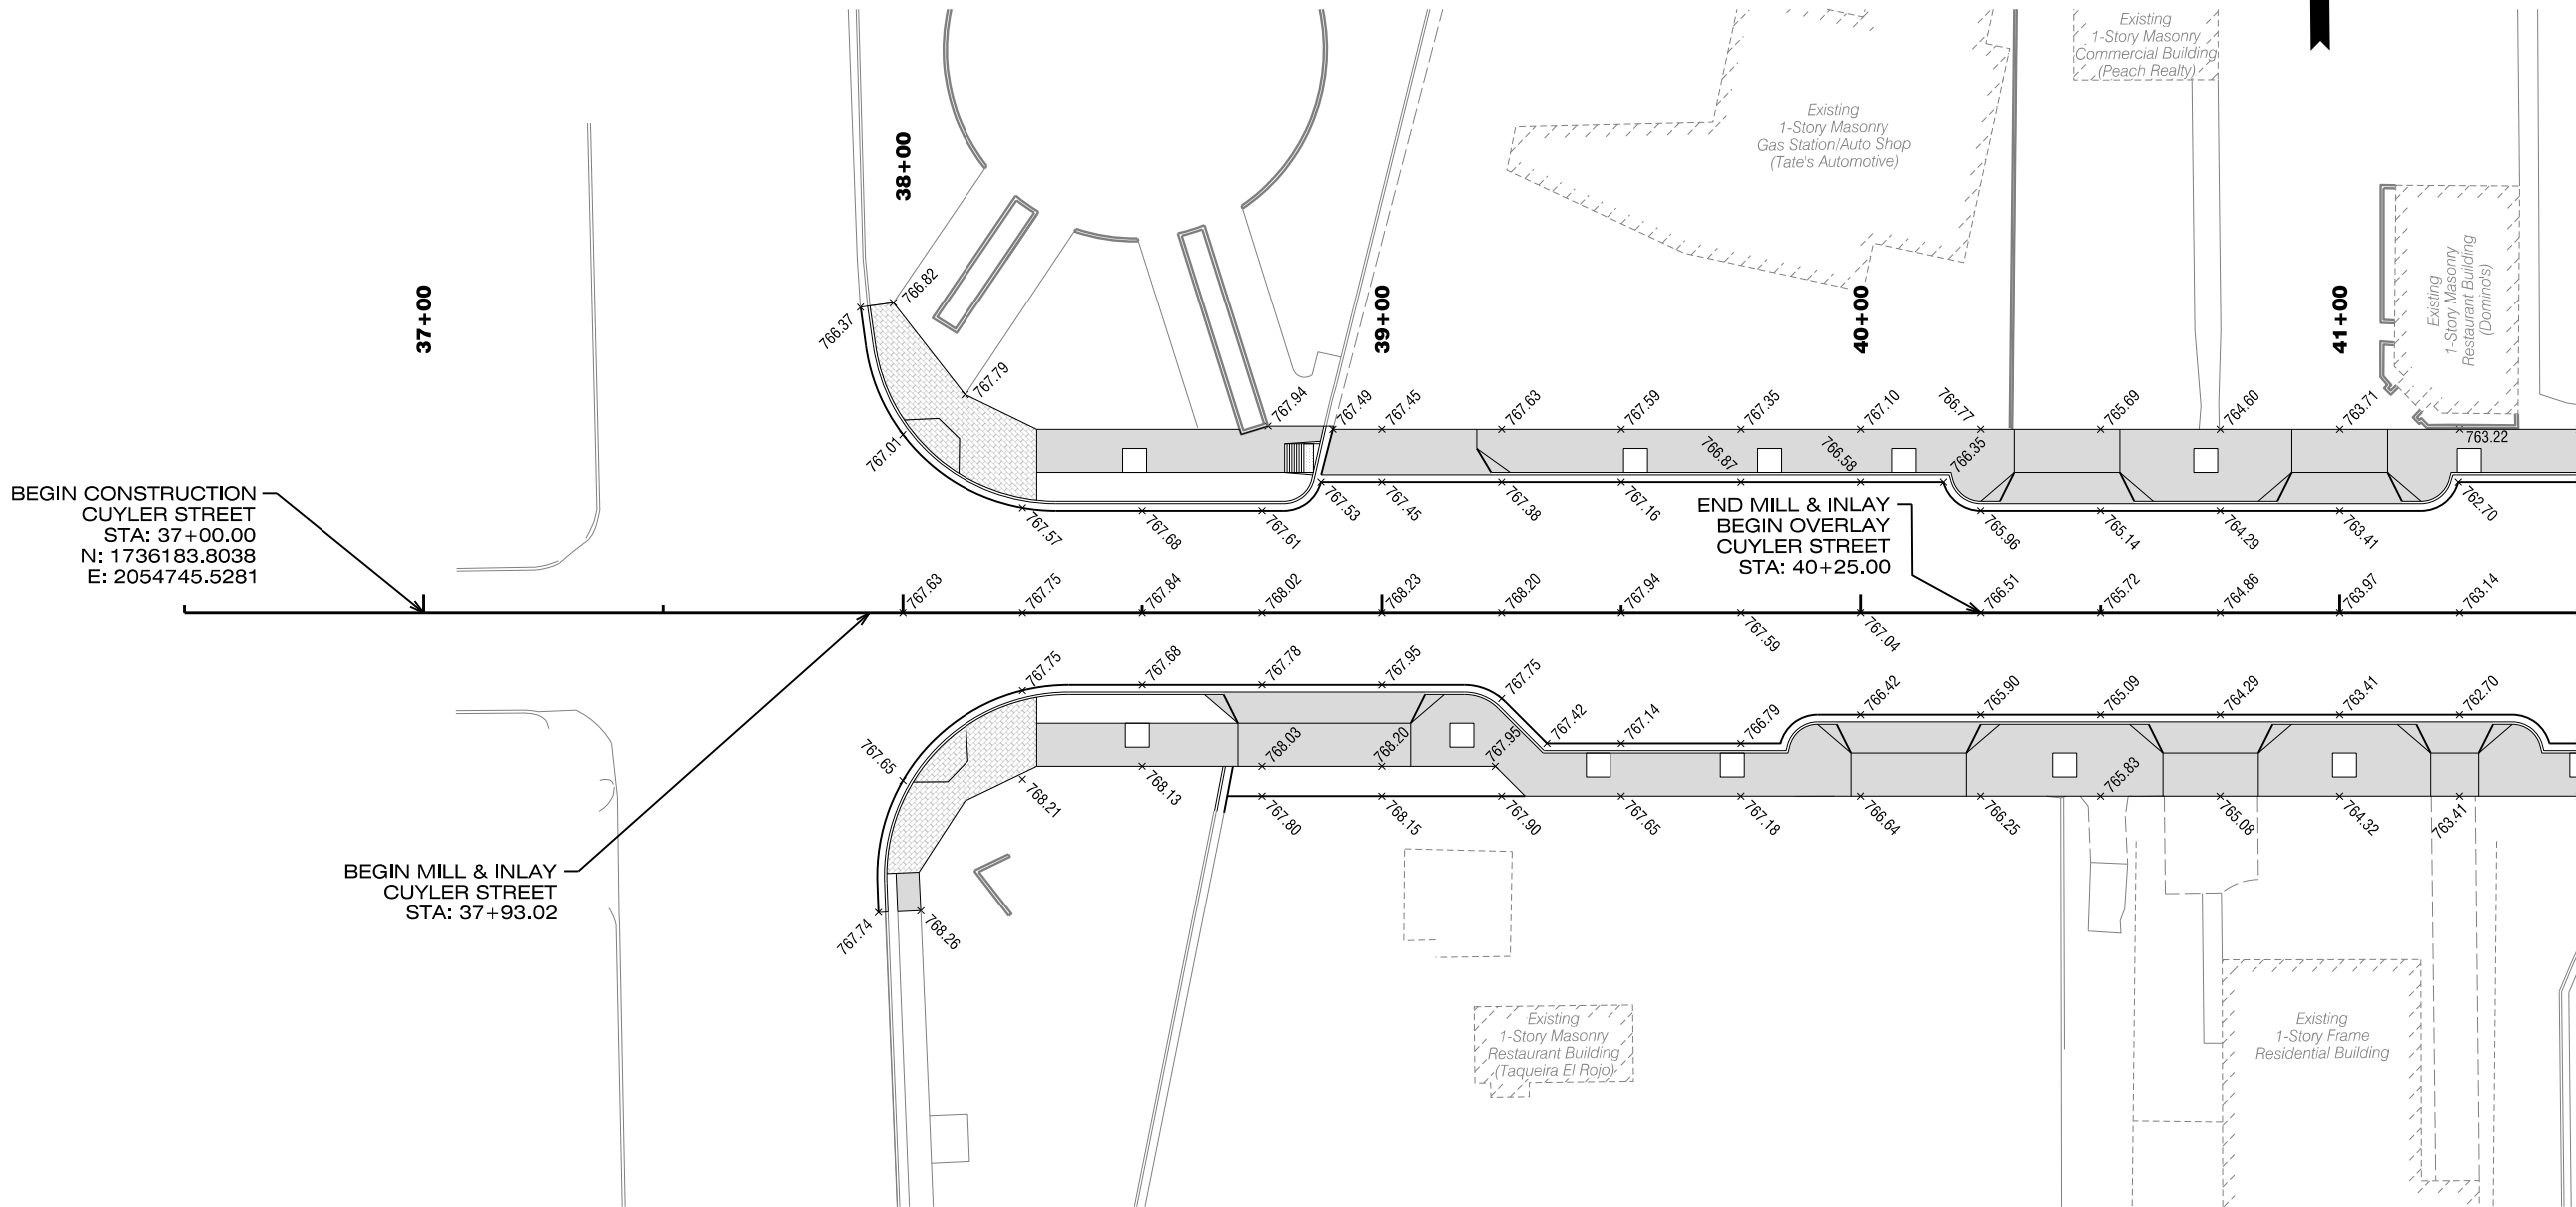 Existing
1-Story Masonry
Commercial Building
(Peach Realty)
Existing
1-Story Masonry
Gas Station/Auto Shop
(Tate's Automotive)
Existing
1-Story Masonry
Restaurant Building
(Domino's)
37+00
38+00
39+00
40+00
41+00
766.82
766.37
767.79
767.01
767.94
767.49
767.45
767.63
767.59
767.35
767.10
766.77
765.69
764.60
763.71
763.22
766.87
766.58
766.35
767.57
767.68
767.61
767.53
767.45
767.38
767.16
765.96
765.14
764.29
763.41
762.70
BEGIN CONSTRUCTION
CUYLER STREET
STA: 37+00.00
N: 1736183.8038
E: 2054745.5281
END MILL & INLAY
BEGIN OVERLAY
CUYLER STREET
STA: 40+25.00
767.63
767.75
767.84
768.02
768.23
768.20
767.94
767.59
767.04
766.51
765.72
764.86
763.97
763.14
767.75
767.68
767.78
767.95
767.75
767.42
767.14
766.79
766.42
765.90
765.09
764.29
763.41
762.70
767.65
768.21
768.13
768.03
768.20
767.95
767.80
768.15
767.90
767.65
767.18
766.64
766.25
765.83
765.08
764.32
763.41
BEGIN MILL & INLAY
CUYLER STREET
STA: 37+93.02
767.74
768.26
Existing
1-Story Masonry
Restaurant Building
(Taqueira El Rojo)
Existing
1-Story Frame
Residential Building